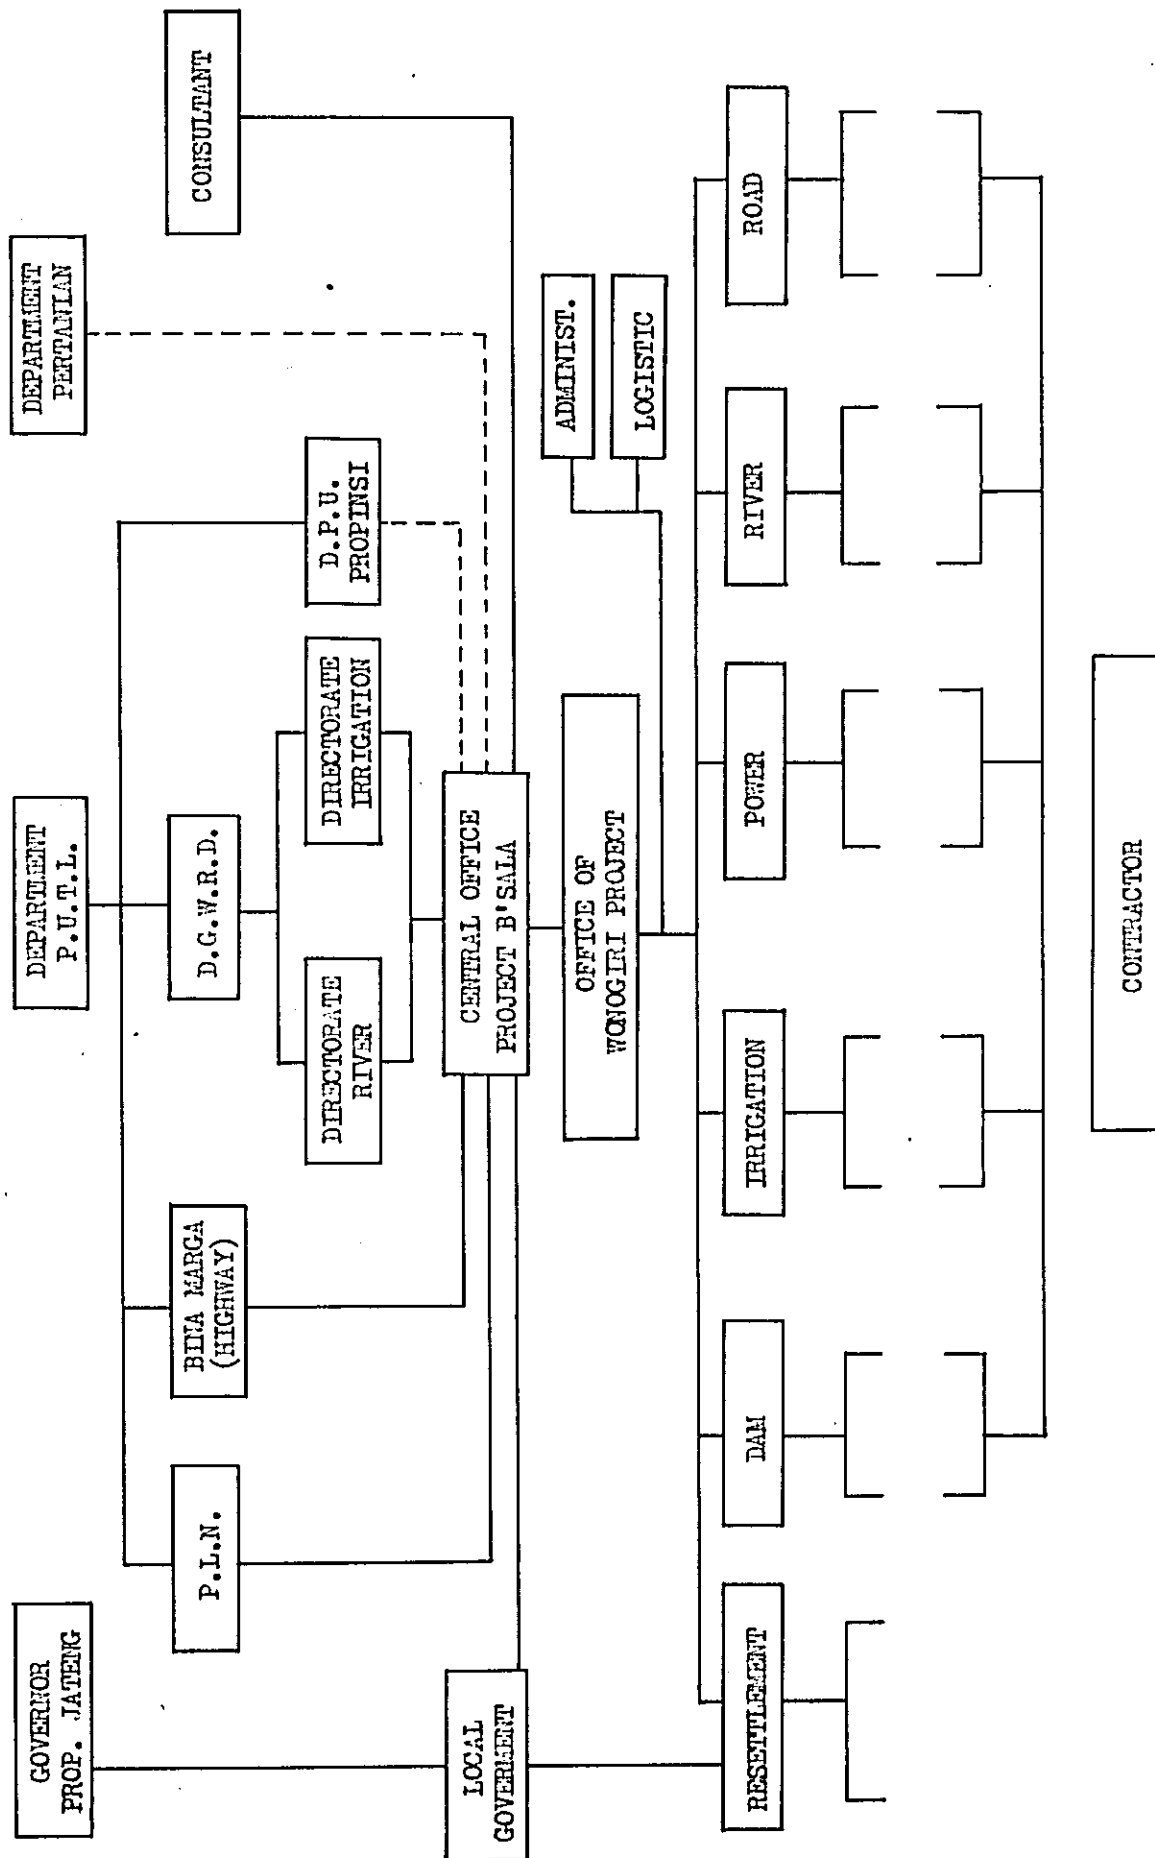 GOVERNOR
PROP. JATENG
DEPARTMENT
P.U.T.L.
DEPARTMENT
PERTANIAN
P.L.N.
BINA MARGA
(HIGHWAY)
D.G.W.R.D.
CONSULTANT
DIRECTORATE
RIVER
DIRECTORATE
IRRIGATION
D.P.U.
PROPINSI
LOCAL
GOVERMENT
CENTRAL OFFICE
PROJECT B'SALA
OFFICE OF
WONOGIRI PROJECT
ADMINIST.
LOGISTIC
RESETTLEMENT
DAM
IRRIGATION
POWER
RIVER
ROAD
CONTRACTOR